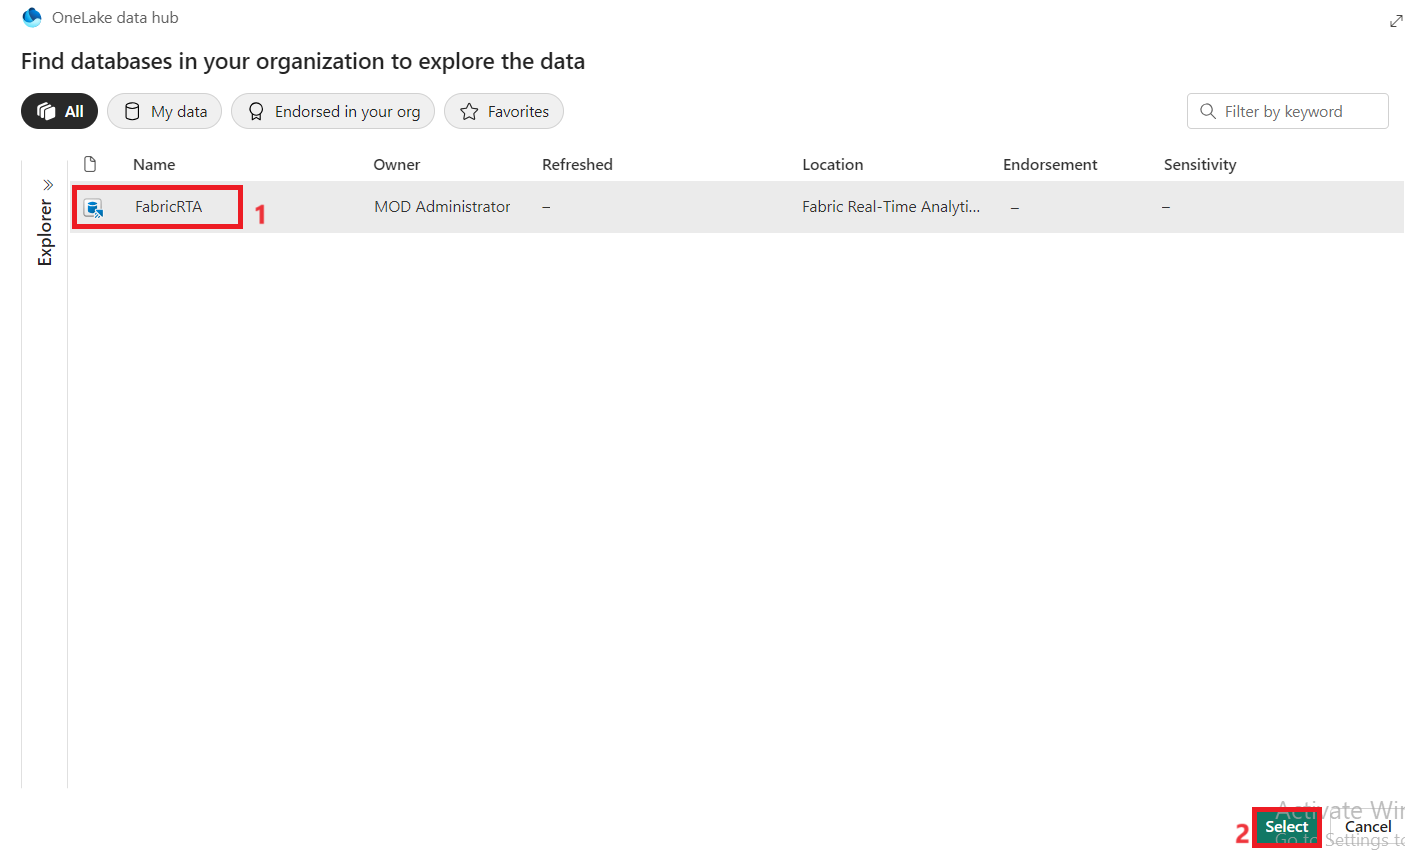 OneLake data hub
Find databases in your organization to explore the data
All My data Endorsed in your org Favorites Filter by keyword
Name Owner Refreshed Location Endorsement Sensitivity
Explorer
FabricRTA 1 MOD Administrator – Fabric Real-Time Analyti... – –
Activate Win
2 Select Cancel
Go to Settings to